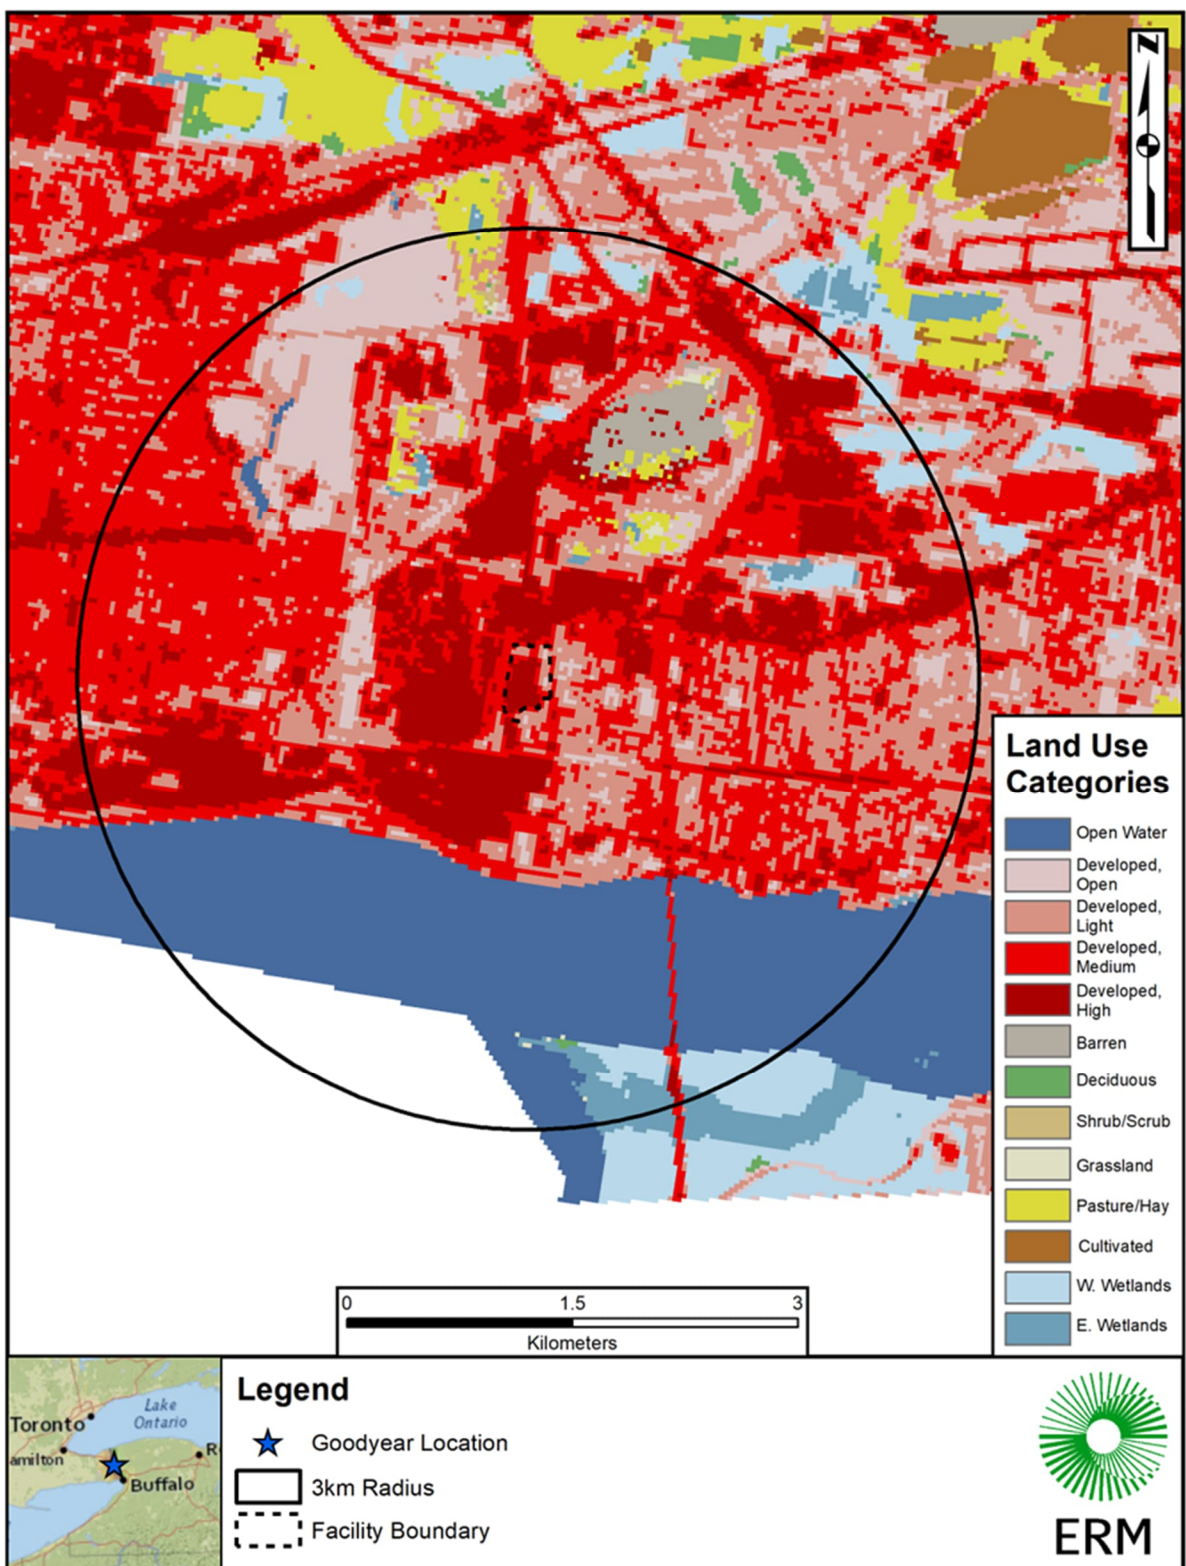 N
Land Use
Categories
Open Water
Developed,
Open
Developed,
Light
Developed,
Medium
Developed,
High
Barren
Deciduous
Shrub/Scrub
Grassland
Pasture/Hay
Cultivated
W. Wetlands
E. Wetlands
0 1.5 3
Kilometers
Lake
Ontario
Toronto
amilton
R
Buffalo
Legend
Goodyear Location
3km Radius
Facility Boundary
ERM